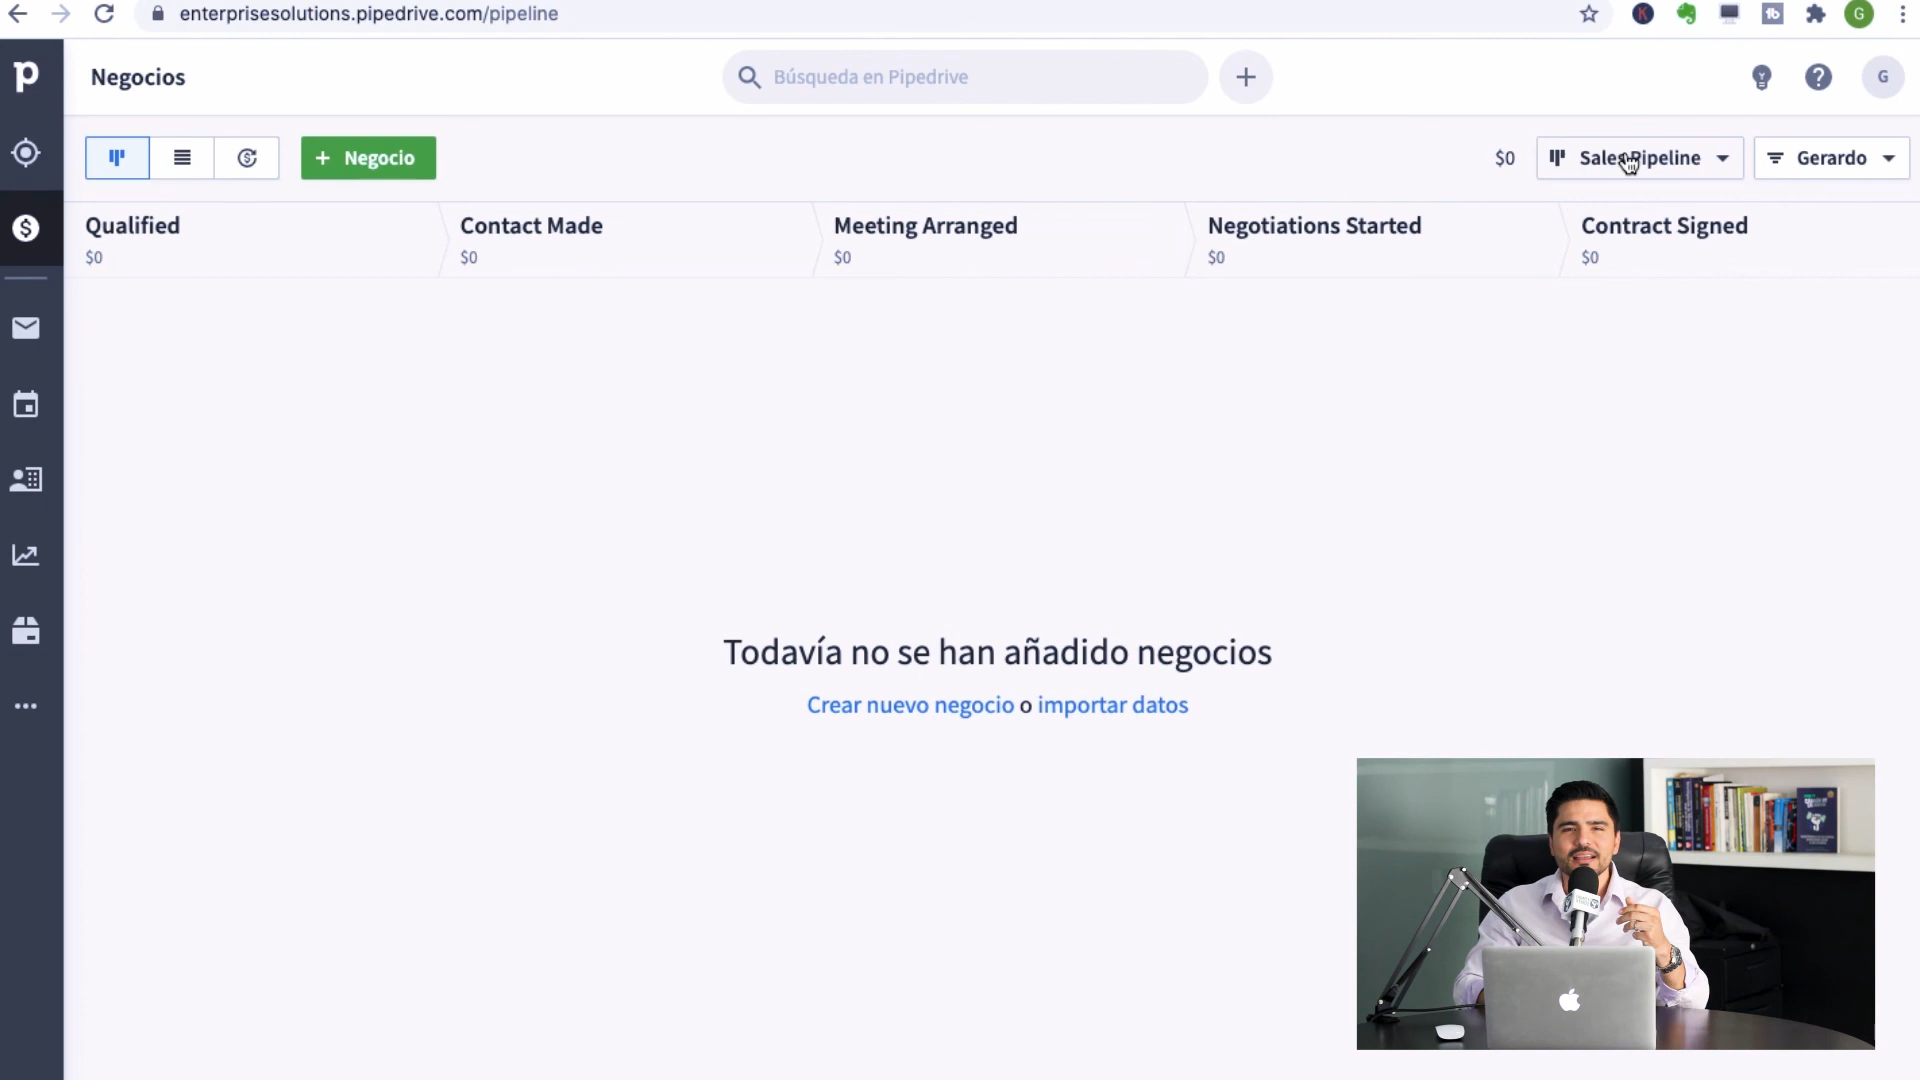 enterprisesolutions.pipedrive.com/pipeline
K
tb
G
p
Negocios
Búsqueda en Pipedrive
+
?
G
$
+ Negocio
$0
Sales Pipeline
Gerardo
Qualified
$0
Contact Made
$0
Meeting Arranged
$0
Negotiations Started
$0
Contract Signed
$0
Todavía no se han añadido negocios
Crear nuevo negocio o importar datos